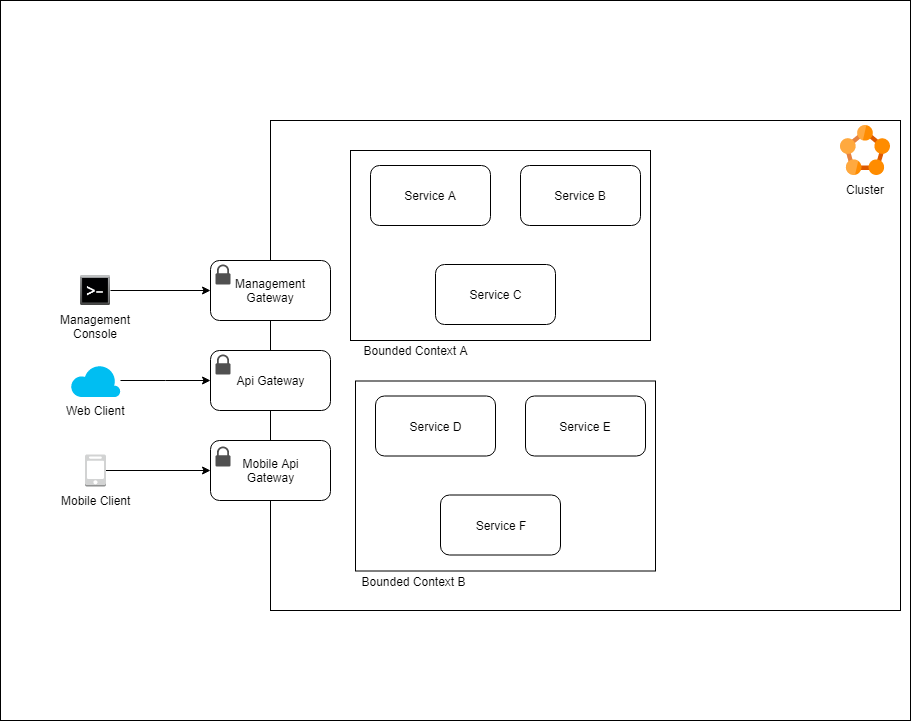 Cluster
Service A
Service B
Service C
Bounded Context A
Management
Gateway
Management
Console
Api Gateway
Web Client
Mobile Api
Gateway
Mobile Client
Service D
Service E
Service F
Bounded Context B
>-